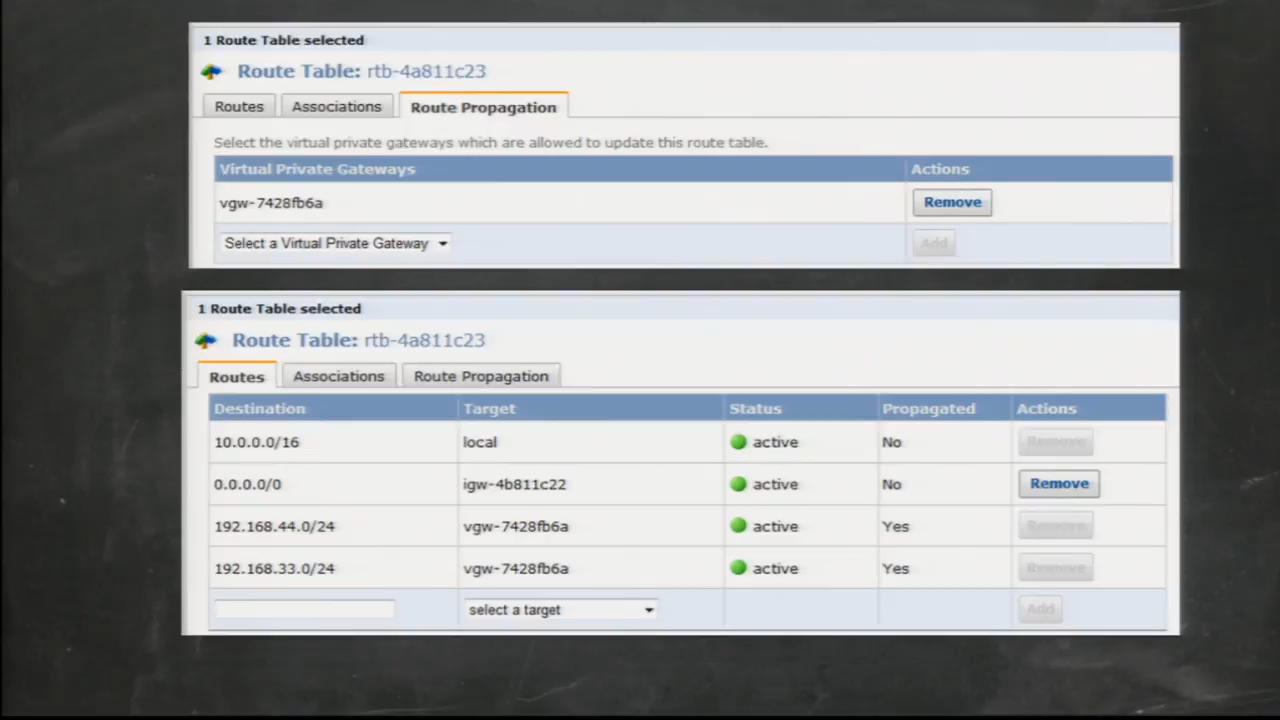 1 Route Table selected
Route Table: rtb-4a811c23
Routes Associations Route Propagation
Select the virtual private gateways which are allowed to update this route table.
Virtual Private Gateways Actions
vgw-7428fb6a Remove
Select a Virtual Private Gateway Add
1 Route Table selected
Route Table: rtb-4a811c23
Routes Associations Route Propagation
Destination Target Status Propagated Actions
10.0.0.0/16 local active No Remove
0.0.0.0/0 igw-4b811c22 active No Remove
192.168.44.0/24 vgw-7428fb6a active Yes Remove
192.168.33.0/24 vgw-7428fb6a active Yes Remove
select a target Add